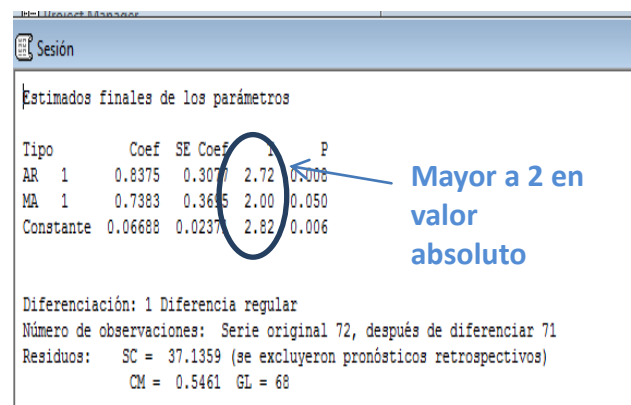 Project Manager
Sesión
Estimados finales de los parámetros
Tipo Coef SE Coef T P
AR 1 0.8375 0.3077 2.72 0.008
MA 1 0.7383 0.3695 2.00 0.050
Constante 0.06688 2.82 0.006
Mayor a 2 en
valor
absoluto
Diferenciación: 1 Diferencia regular
Número de observaciones: Serie original 72, después de diferenciar 71
Residuos: SC = 37.1359 (se excluyeron pronósticos retrospectivos)
CM = 0.5461 GL = 68